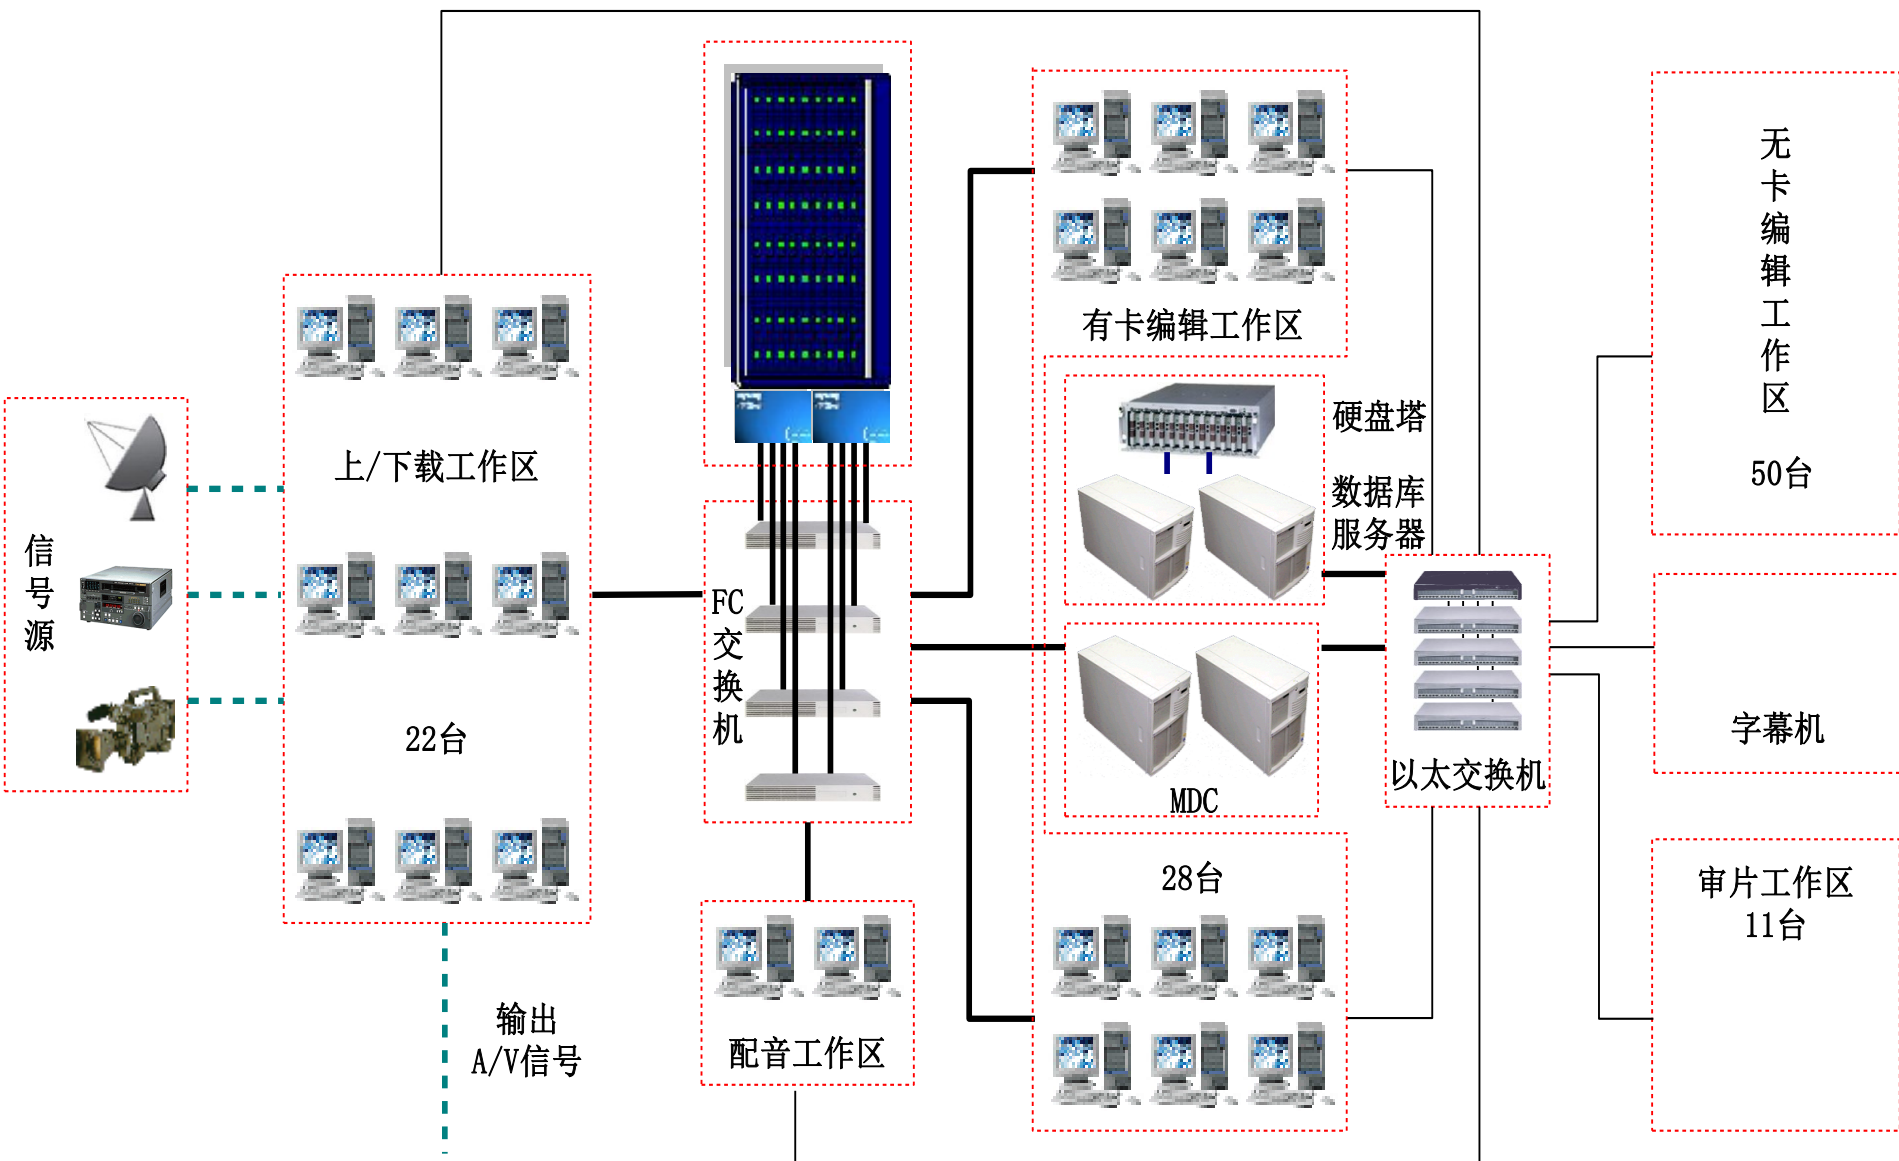 信号源
上/下载工作区
22台
输出
A/V信号
FC交换机
配音工作区
有卡编辑工作区
硬盘塔
数据库
服务器
MDC
28台
以太交换机
无卡编辑工作区
50台
字幕机
审片工作区
11台